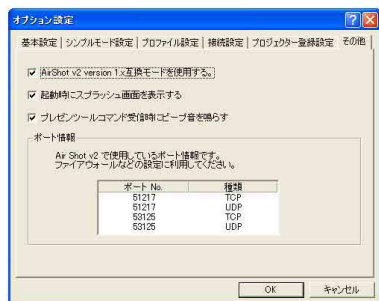 オプション設定
基本設定 シンプルモード設定 プロファイル設定 接続設定 プロジェクター登録設定 その他
AirShot v2 version 1.x互換モードを使用する。
起動時にスプラッシュ画面を表示する
プレゼンツールコマンド受信時にビープ音を鳴らす
ポート情報
Air Shot v2 で使用しているポート情報です。
ファイアウォールなどの設定に利用してください。
ポート No. 種類
51217 TCP
51217 UDP
53125 TCP
53125 UDP
OK キャンセル